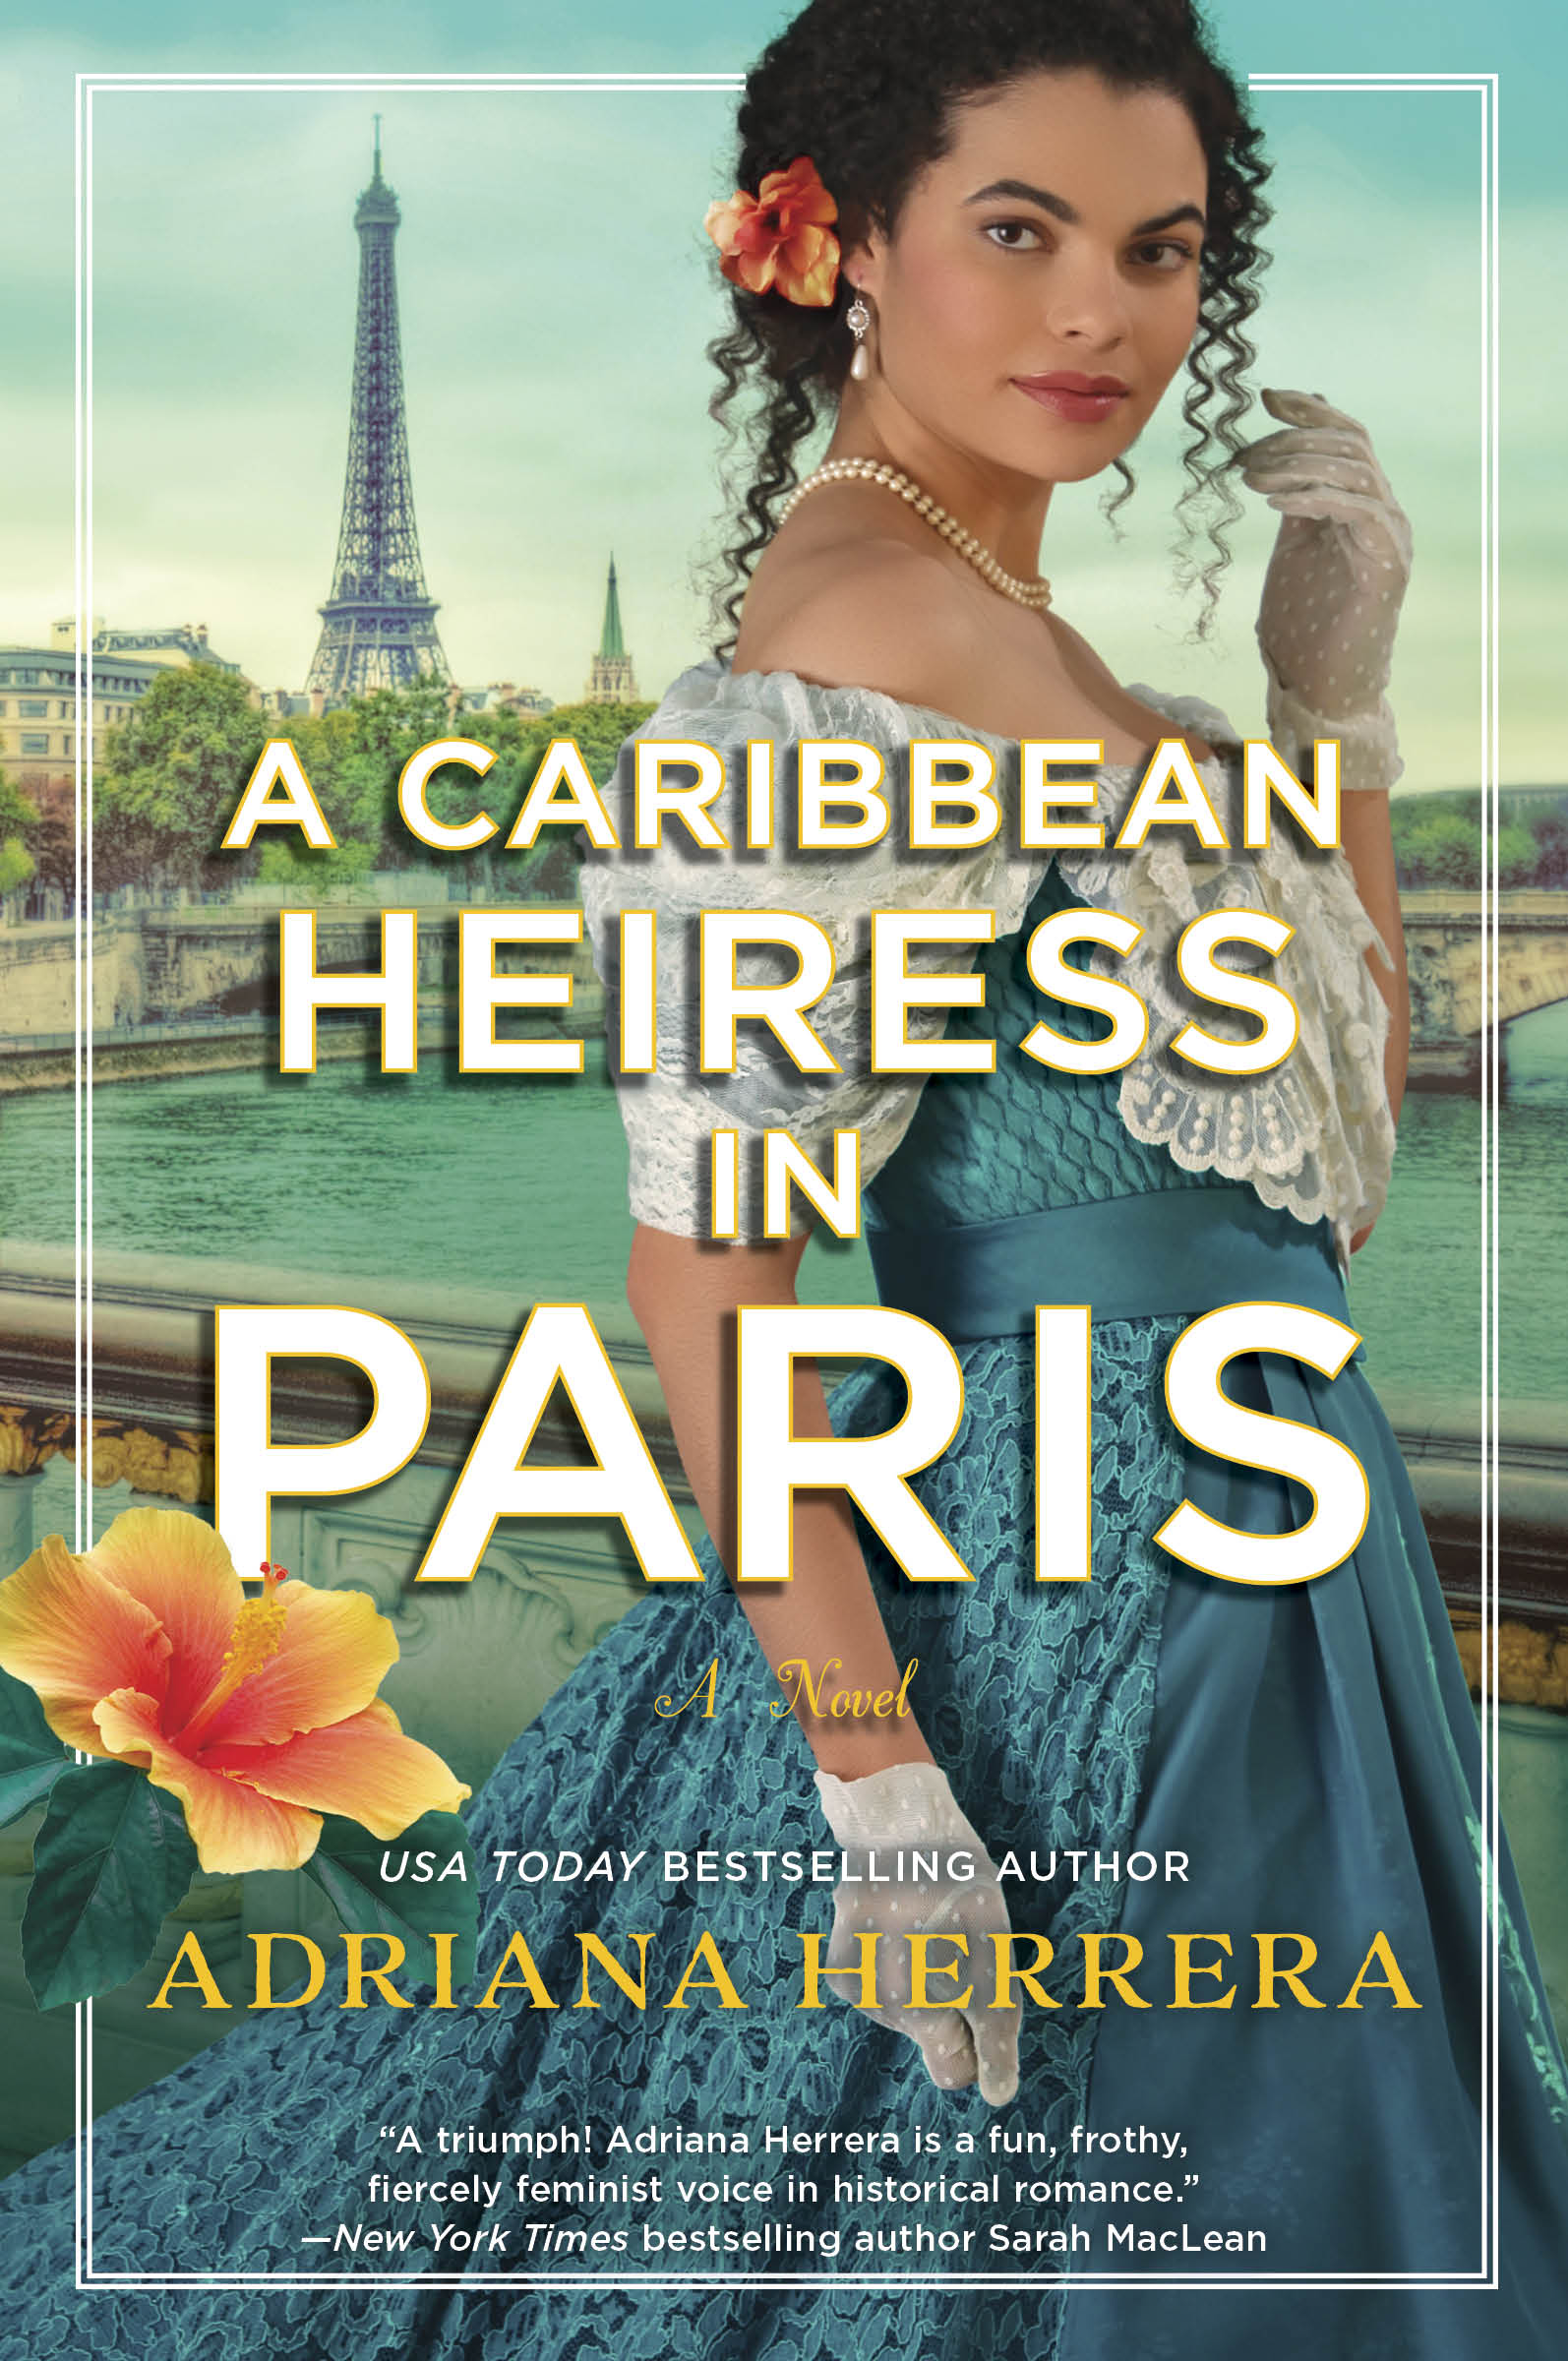 A CARIBBEAN
HEIRESS
IN
PARIS
A Novel
USA TODAY BESTSELLING AUTHOR
ADRIANA HERRERA
“A triumph! Adriana Herrera is a fun, frothy,
fiercely feminist voice in historical romance.”
—New York Times bestselling author Sarah MacLean